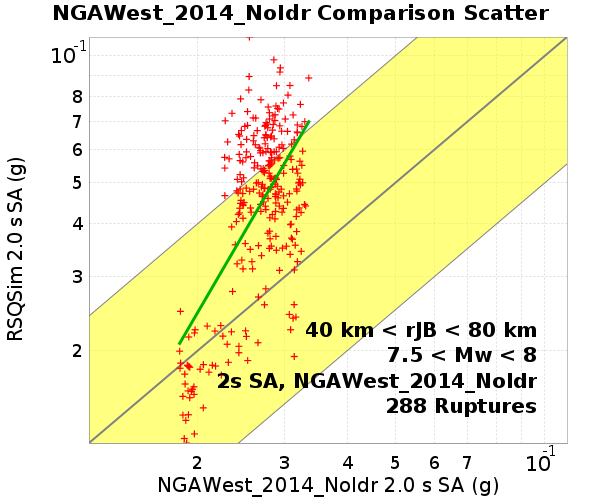 NGAWest_2014_NoIdr Comparison Scatter
RSQSim 2.0 s SA (g)
10-1
8
7
6
5
4
3
2
40 km < rJB < 80 km
7.5 < Mw < 8
2s SA, NGAWest_2014_NoIdr
288 Ruptures
2 3 4 5 6 7 8 10-1
NGAWest_2014_NoIdr 2.0 s SA (g)